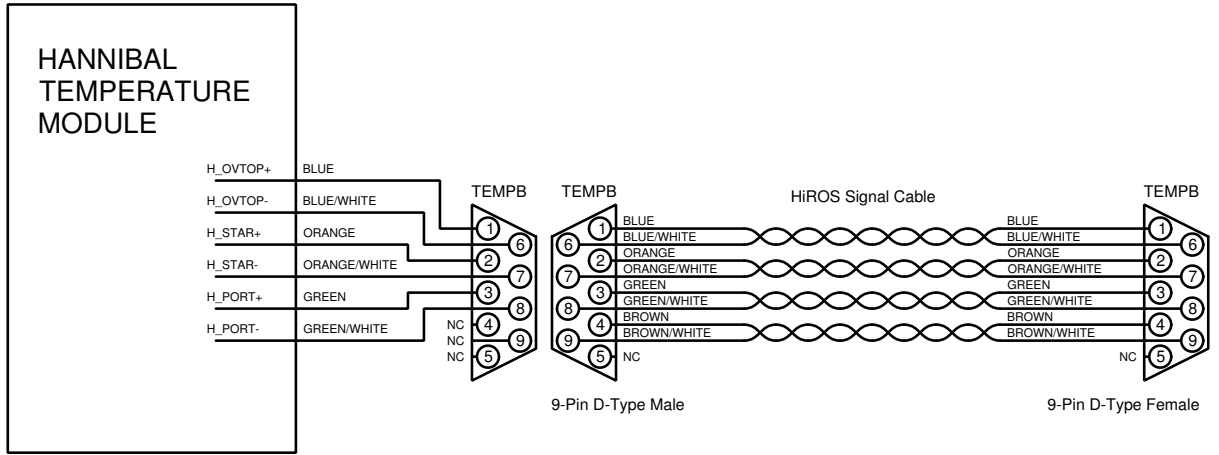 HANNIBAL
TEMPERATURE
MODULE
H_OVTOP+ BLUE
H_OVTOP- BLUE/WHITE
H_STAR+ ORANGE
H_STAR- ORANGE/WHITE
H_PORT+ GREEN
H_PORT- GREEN/WHITE
TEMPB
1
6
2
7
3
8
NC 4
NC 9
NC 5
TEMPB
1
6
2
7
3
8
4
9
5 NC
9-Pin D-Type Male
HiROS Signal Cable
BLUE BLUE
BLUE/WHITE BLUE/WHITE
ORANGE ORANGE
ORANGE/WHITE ORANGE/WHITE
GREEN GREEN
GREEN/WHITE GREEN/WHITE
BROWN BROWN
BROWN/WHITE BROWN/WHITE
TEMPB
1
6
2
7
3
8
4
9
NC 5
9-Pin D-Type Female